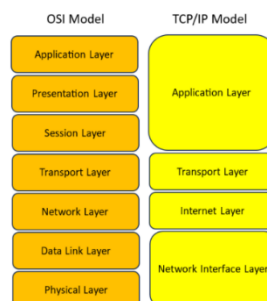 OSI Model
TCP/IP Model
Application Layer
Presentation Layer
Session Layer
Transport Layer
Network Layer
Data Link Layer
Physical Layer
Application Layer
Transport Layer
Internet Layer
Network Interface Layer